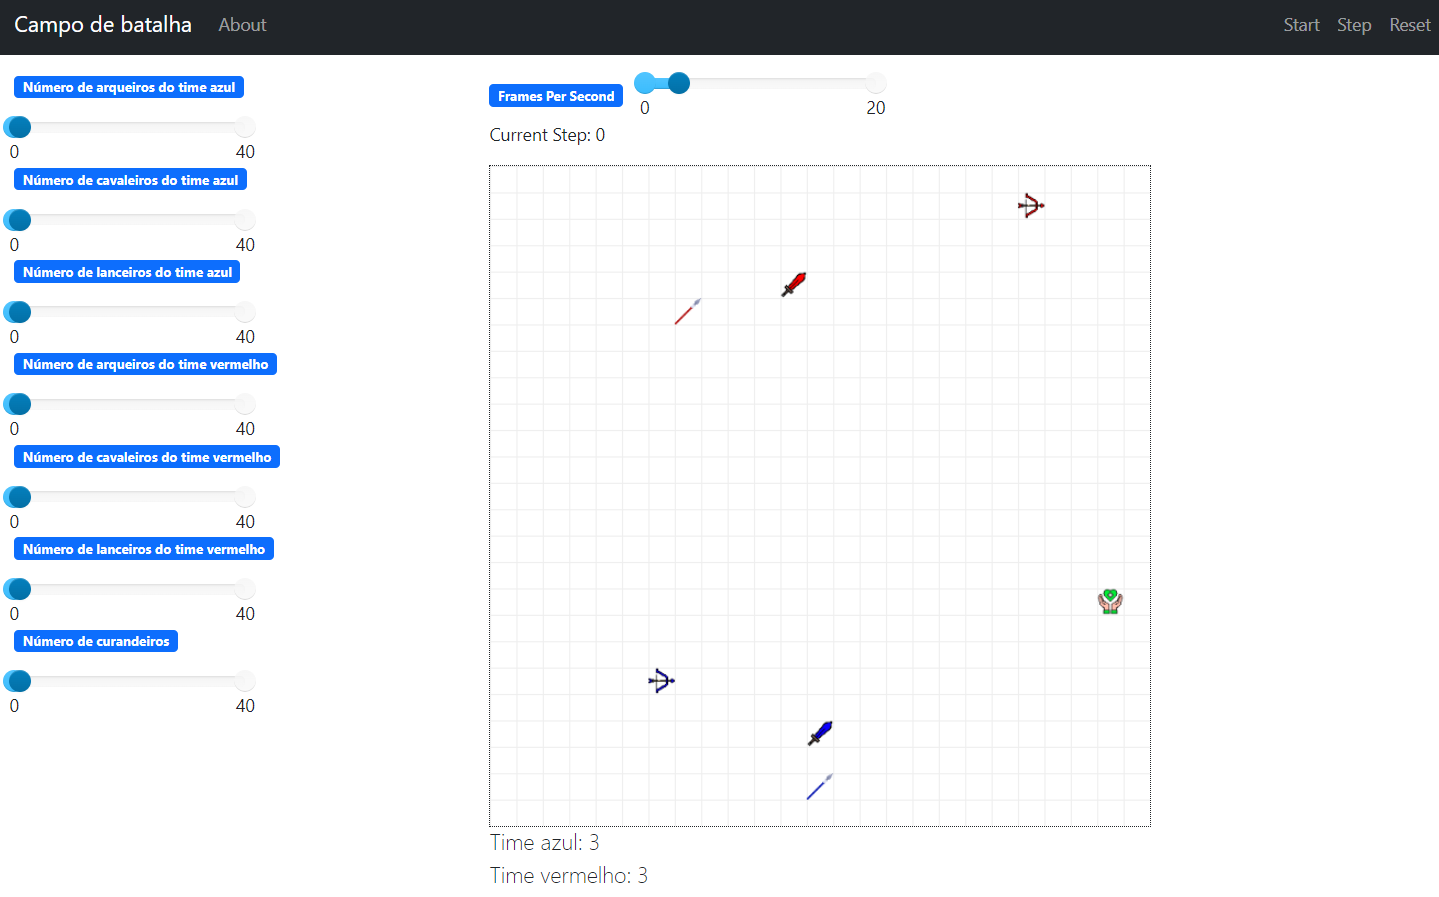 Campo de batalha About Start Step Reset
Número de arqueiros do time azul
0 40
Número de cavaleiros do time azul
0 40
Número de lanceiros do time azul
0 40
Número de arqueiros do time vermelho
0 40
Número de cavaleiros do time vermelho
0 40
Número de lanceiros do time vermelho
0 40
Número de curandeiros
0 40
Frames Per Second
0 20
Current Step: 0
Time azul: 3
Time vermelho: 3